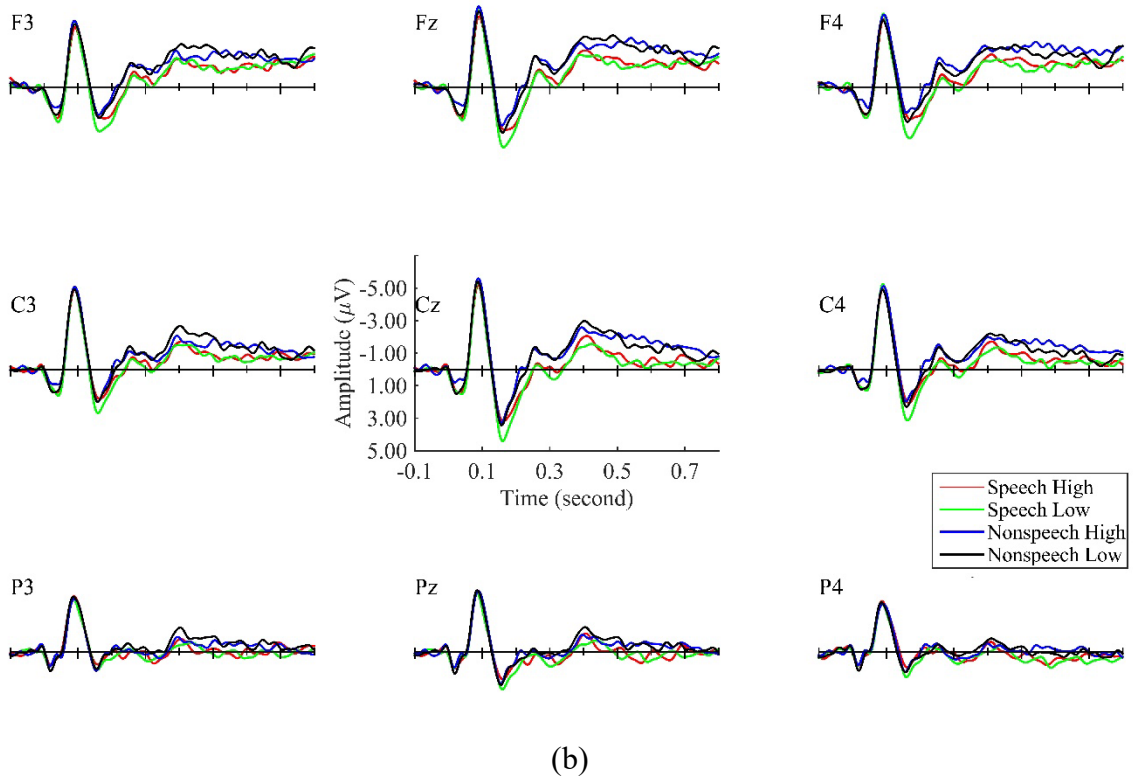 F3
Fz
F4
C3
Cz
C4
Amplitude (μV)
-5.00
-3.00
-1.00
1.00
3.00
5.00
-0.1
0.1
0.3
0.5
0.7
Time (second)
Speech High
Speech Low
Nonspeech High
Nonspeech Low
P3
Pz
P4
(b)